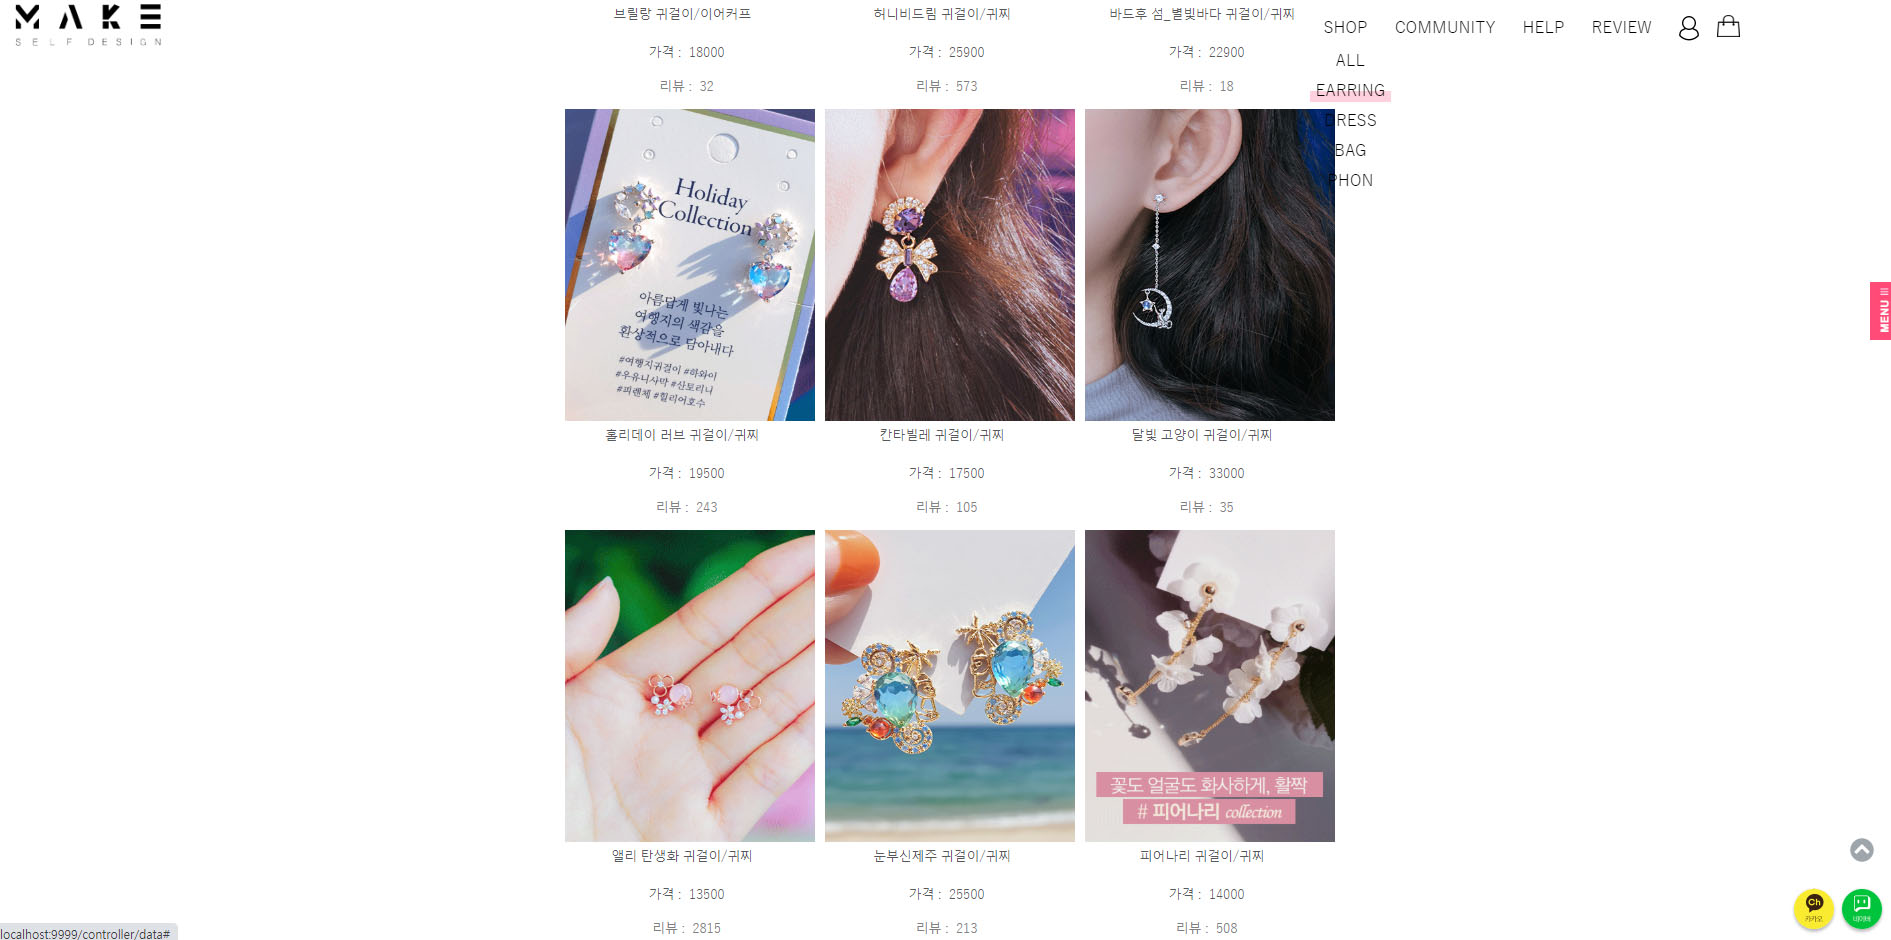 MAKE
SELF DESIGN
SHOP
COMMUNITY
HELP
REVIEW
ALL
EARRING
DRESS
BAG
PHON
브릴랑 귀걸이/이어커프
가격 : 18000
리뷰 : 32
허니비드림 귀걸이/귀찌
가격 : 25900
리뷰 : 573
바드후 섬_별빛바다 귀걸이/귀찌
가격 : 22900
리뷰 : 18
Holiday
Collection
아름답게 빛나는
여행지의 색감을
환상적으로 담아내다
#여행지귀걸이 #하와이
#우유니사막 #산토리니
#피렌체 #힐리어호수
홀리데이 러브 귀걸이/귀찌
가격 : 19500
리뷰 : 243
칸타빌레 귀걸이/귀찌
가격 : 17500
리뷰 : 105
달빛 고양이 귀걸이/귀찌
가격 : 33000
리뷰 : 35
MENU
앨리 탄생화 귀걸이/귀찌
가격 : 13500
리뷰 : 2815
눈부신제주 귀걸이/귀찌
가격 : 25500
리뷰 : 213
꽃도 얼굴도 화사하게, 활짝
# 피어나리 collection
피어나리 귀걸이/귀찌
가격 : 14000
리뷰 : 508
Ch
카카오
네이버
localhost:9999/controller/data#